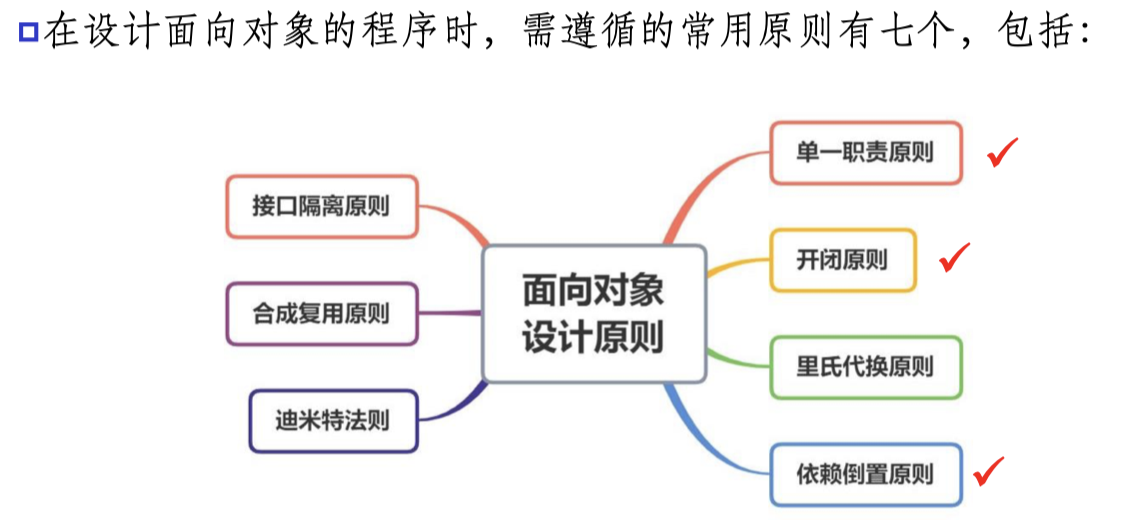 在设计面向对象的程序时，需遵循的常用原则有七个，包括：
面向对象
设计原则
单一职责原则
开闭原则
里氏代换原则
依赖倒置原则
接口隔离原则
合成复用原则
迪米特法则